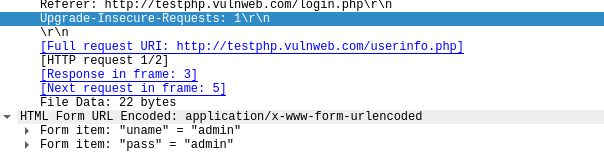 Referer: http://testphp.vulnweb.com/login.php\r\n
Upgrade-Insecure-Requests: 1\r\n
\r\n
[Full request URI: http://testphp.vulnweb.com/userinfo.php]
[HTTP request 1/2]
[Response in frame: 3]
[Next request in frame: 5]
File Data: 22 bytes
HTML Form URL Encoded: application/x-www-form-urlencoded
Form item: "uname" = "admin"
Form item: "pass" = "admin"